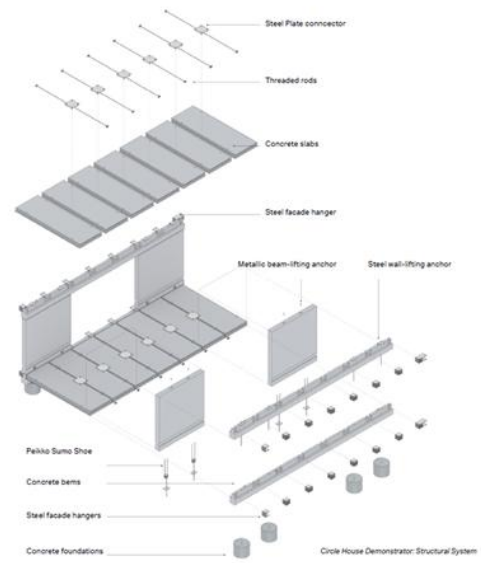 Steel Plate conncector
Threaded rods
Concrete slabs
Steel facade hanger
Metallic beam-lifting anchor
Steel wall-lifting anchor
Peikko Sumo Shoe
Concrete bems
Steel facade hangers
Concrete foundations
Circle House Demonstrator: Structural System